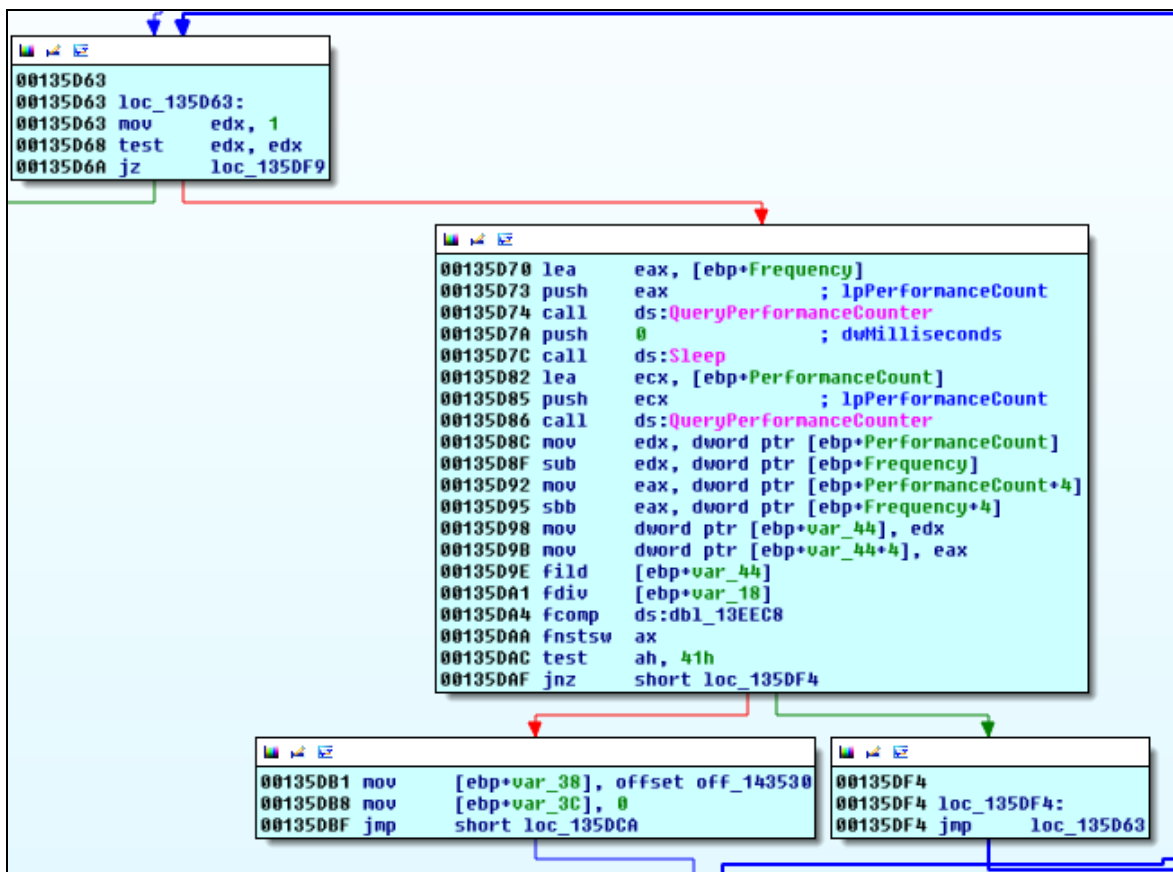 00135D63
00135D63 loc_135D63:
00135D63 mov edx, 1
00135D68 test edx, edx
00135D6A jz loc_135DF9
00135D70 lea eax, [ebp+Frequency]
00135D73 push eax ; lpPerformanceCount
00135D74 call ds:QueryPerformanceCounter
00135D7A push 0 ; dwMilliseconds
00135D7C call ds:Sleep
00135D82 lea ecx, [ebp+PerformanceCount]
00135D85 push ecx ; lpPerformanceCount
00135D86 call ds:QueryPerformanceCounter
00135D8C mov edx, dword ptr [ebp+PerformanceCount]
00135D8F sub edx, dword ptr [ebp+Frequency]
00135D92 mov eax, dword ptr [ebp+PerformanceCount+4]
00135D95 sbb eax, dword ptr [ebp+Frequency+4]
00135D98 mov dword ptr [ebp+var_44], edx
00135D9B mov dword ptr [ebp+var_44+4], eax
00135D9E fild [ebp+var_44]
00135DA1 fdiv [ebp+var_18]
00135DA4 fcomp ds:dbl_13EEC8
00135DAA fnstsw ax
00135DAC test ah, 41h
00135DAF jnz short loc_135DF4
00135DB1 mov [ebp+var_38], offset off_143530
00135DB8 mov [ebp+var_3C], 0
00135DBF jmp short loc_135DCA
00135DF4
00135DF4 loc_135DF4:
00135DF4 jmp loc_135D63